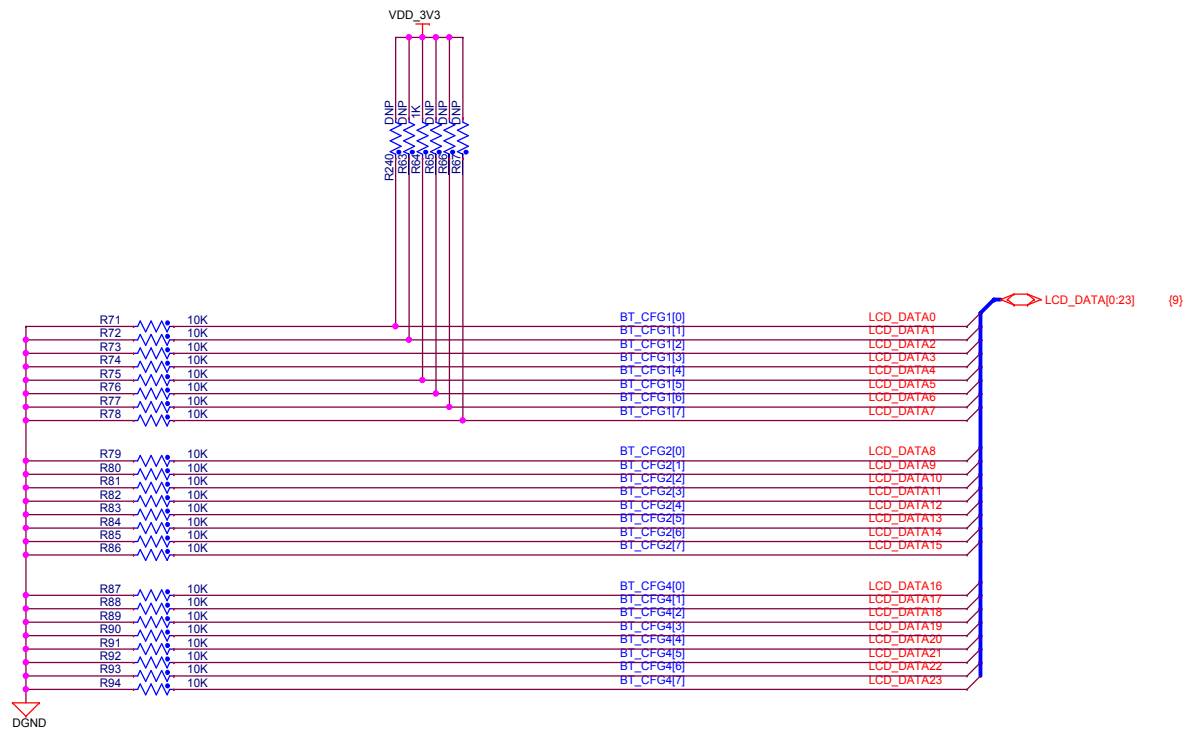 VDD_3V3
DNP
DNP
1K
DNP
DNP
DNP
R240
R63
R64
R65
R66
R67
LCD_DATA[0:23] {9}
R71 10K BT_CFG1[0] LCD_DATA0
R72 10K BT_CFG1[1] LCD_DATA1
R73 10K BT_CFG1[2] LCD_DATA2
R74 10K BT_CFG1[3] LCD_DATA3
R75 10K BT_CFG1[4] LCD_DATA4
R76 10K BT_CFG1[5] LCD_DATA5
R77 10K BT_CFG1[6] LCD_DATA6
R78 10K BT_CFG1[7] LCD_DATA7
R79 10K BT_CFG2[0] LCD_DATA8
R80 10K BT_CFG2[1] LCD_DATA9
R81 10K BT_CFG2[2] LCD_DATA10
R82 10K BT_CFG2[3] LCD_DATA11
R83 10K BT_CFG2[4] LCD_DATA12
R84 10K BT_CFG2[5] LCD_DATA13
R85 10K BT_CFG2[6] LCD_DATA14
R86 10K BT_CFG2[7] LCD_DATA15
R87 10K BT_CFG4[0] LCD_DATA16
R88 10K BT_CFG4[1] LCD_DATA17
R89 10K BT_CFG4[2] LCD_DATA18
R90 10K BT_CFG4[3] LCD_DATA19
R91 10K BT_CFG4[4] LCD_DATA20
R92 10K BT_CFG4[5] LCD_DATA21
R93 10K BT_CFG4[6] LCD_DATA22
R94 10K BT_CFG4[7] LCD_DATA23
DGND